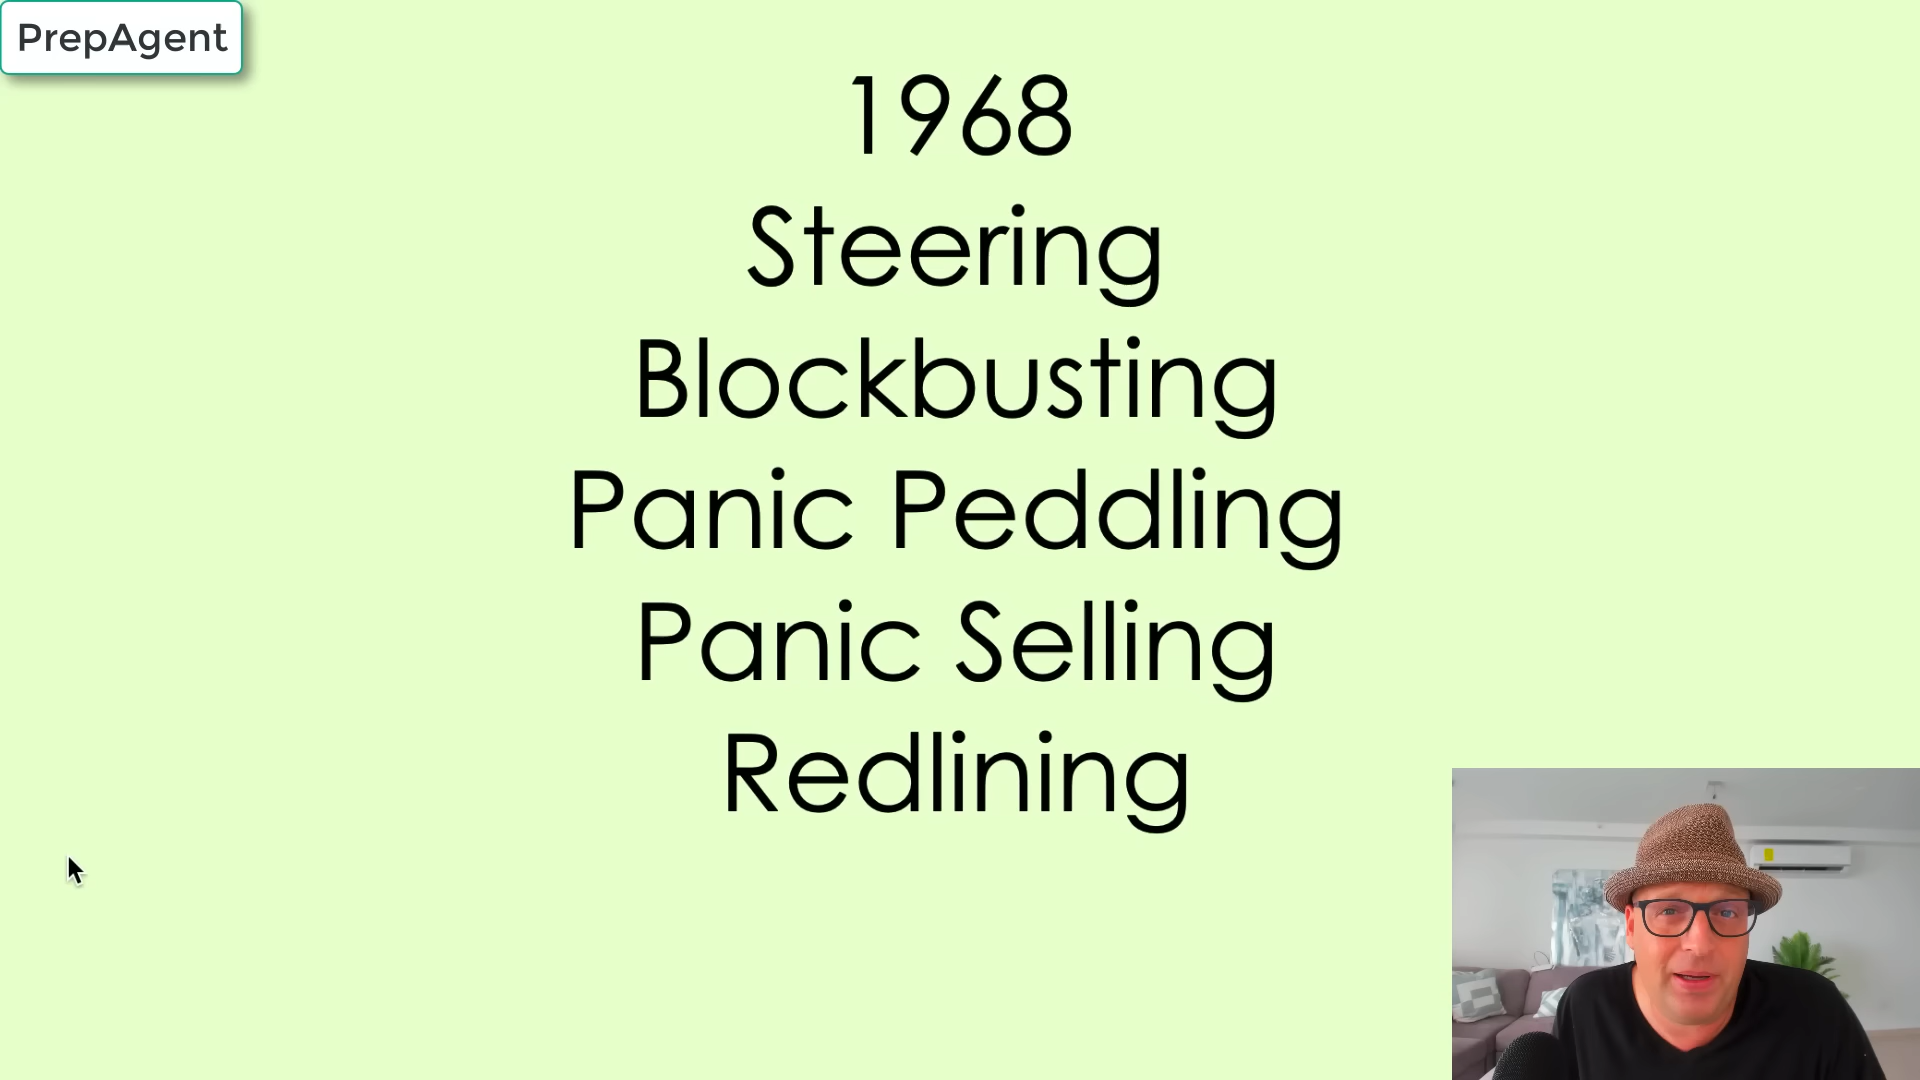 PrepAgent
1968
Steering
Blockbusting
Panic Peddling
Panic Selling
Redlining